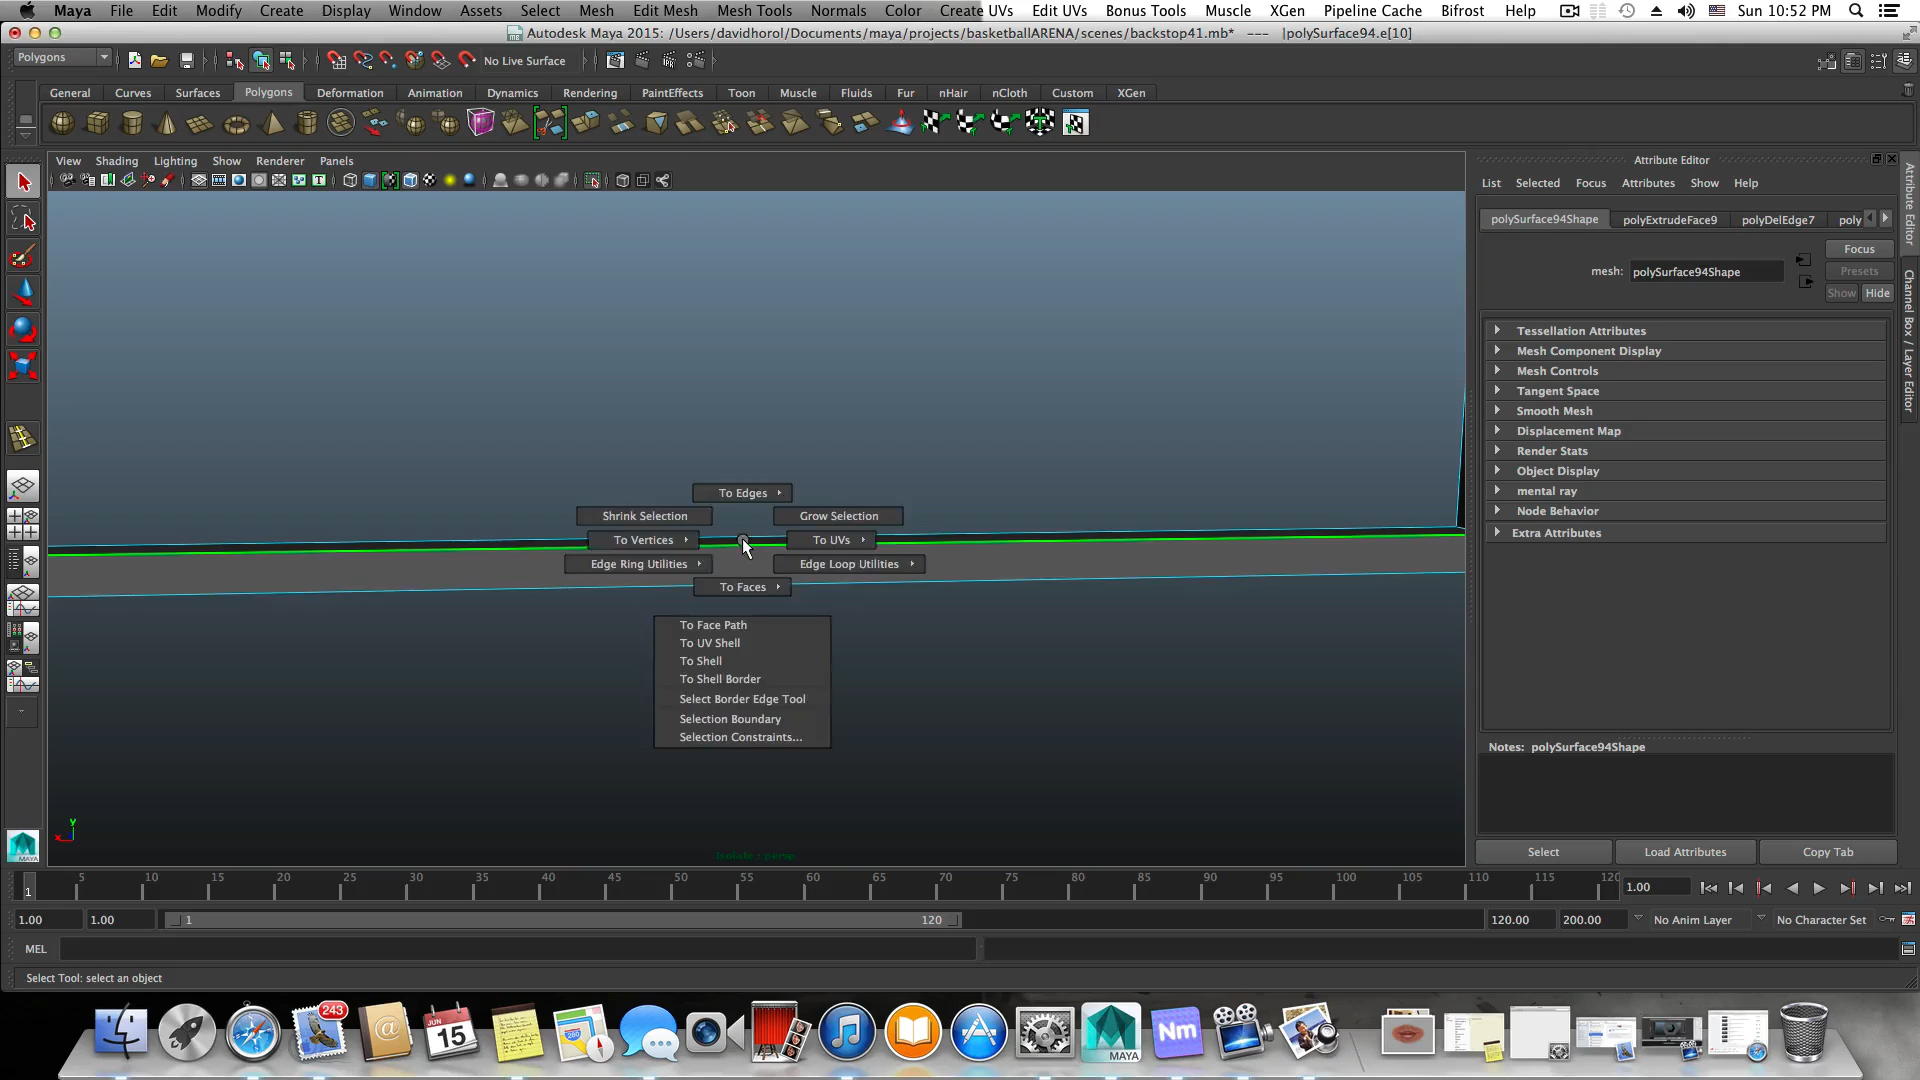 Maya File Edit Modify Create Display Window Assets Select Mesh Edit Mesh Mesh Tools Normals Color Create UVs Edit UVs Bonus Tools Muscle XGen Pipeline Cache Bifrost Help Sun 10:52 PM
Autodesk Maya 2015: /Users/davidhorol/Documents/maya/projects/basketballARENA/scenes/backstop41.mb* --- |polySurface94.e[10]
Polygons No Live Surface
General Curves Surfaces Polygons Deformation Animation Dynamics Rendering PaintEffects Toon Muscle Fluids Fur nHair nCloth Custom XGen
View Shading Lighting Show Renderer Panels
Attribute Editor
List Selected Focus Attributes Show Help
polySurface94Shape polyExtrudeFace9 polyDelEdge7 poly
Focus
mesh: polySurface94Shape
Presets
Show Hide
Tessellation Attributes
Mesh Component Display
Mesh Controls
Tangent Space
Smooth Mesh
Displacement Map
Render Stats
Object Display
mental ray
Node Behavior
Extra Attributes
Attribute Editor
Channel Box / Layer Editor
To Edges
Shrink Selection Grow Selection
To Vertices To UVs
Edge Ring Utilities Edge Loop Utilities
To Faces
To Face Path
To UV Shell
To Shell
To Shell Border
Select Border Edge Tool
Selection Boundary
Selection Constraints...
Notes: polySurface94Shape
y
x
MAYA
Isolate : persp
Select Load Attributes Copy Tab
1 5 10 15 20 25 30 35 40 45 50 55 60 65 70 75 80 85 90 95 100 105 110 115 120 1.00
1.00 1.00 1 120 120.00 200.00 No Anim Layer No Character Set
MEL
Select Tool: select an object
243
JUN
15
280
MAYA
Nm